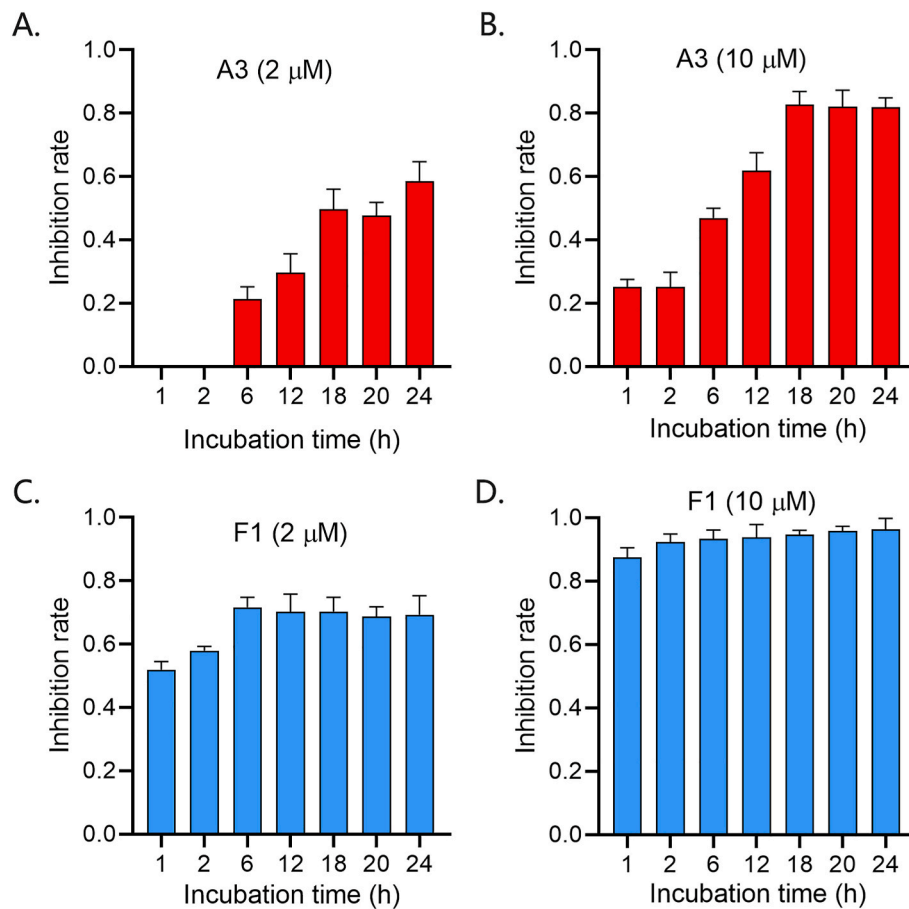 A.
A3 (2 μM)
Inhibition rate
1.0
0.8
0.6
0.4
0.2
0.0
1 2 6 12 18 20 24
Incubation time (h)
B.
A3 (10 μM)
Inhibition rate
1.0
0.8
0.6
0.4
0.2
0.0
1 2 6 12 18 20 24
Incubation time (h)
C.
F1 (2 μM)
Inhibition rate
1.0
0.8
0.6
0.4
0.2
0.0
1 2 6 12 18 20 24
Incubation time (h)
D.
F1 (10 μM)
Inhibition rate
1.0
0.8
0.6
0.4
0.2
0.0
1 2 6 12 18 20 24
Incubation time (h)